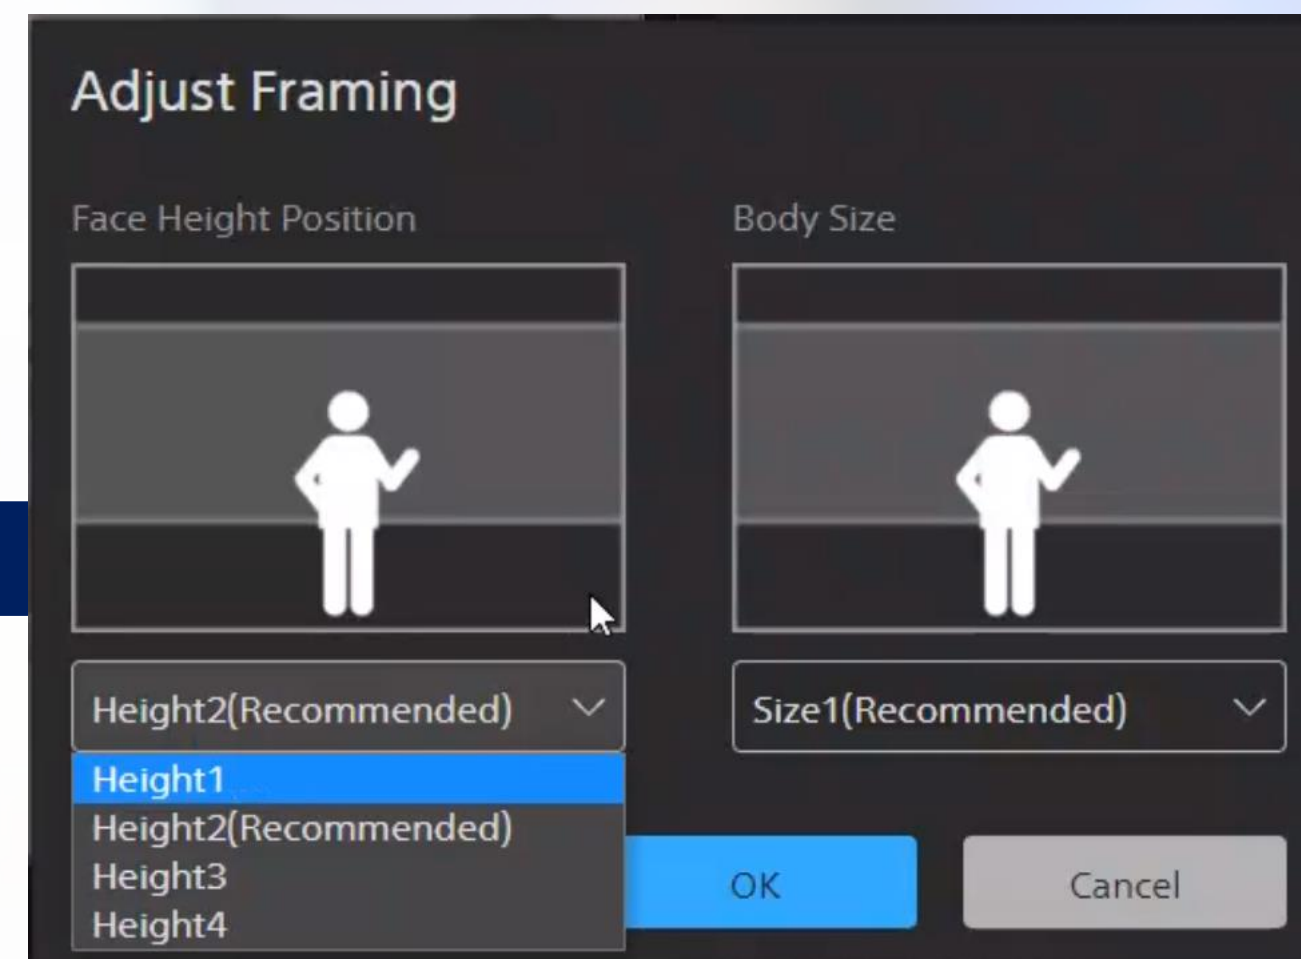 Adjust Framing
Face Height Position
Body Size
Height2(Recommended)
Size1(Recommended)
Height1
Height2(Recommended)
Height3
Height4
OK
Cancel